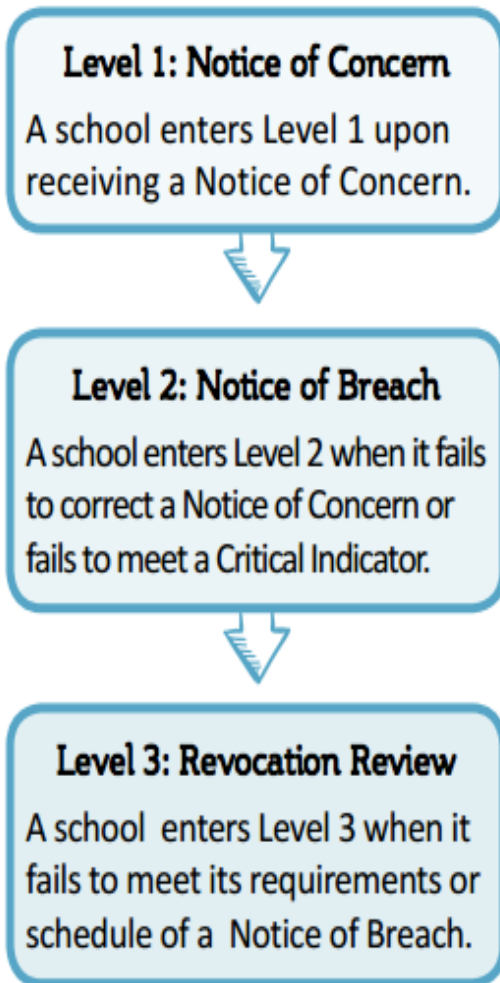 Level 1: Notice of Concern
A school enters Level 1 upon
receiving a Notice of Concern.
Level 2: Notice of Breach
A school enters Level 2 when it fails
to correct a Notice of Concern or
fails to meet a Critical Indicator.
Level 3: Revocation Review
A school enters Level 3 when it
fails to meet its requirements or
schedule of a Notice of Breach.